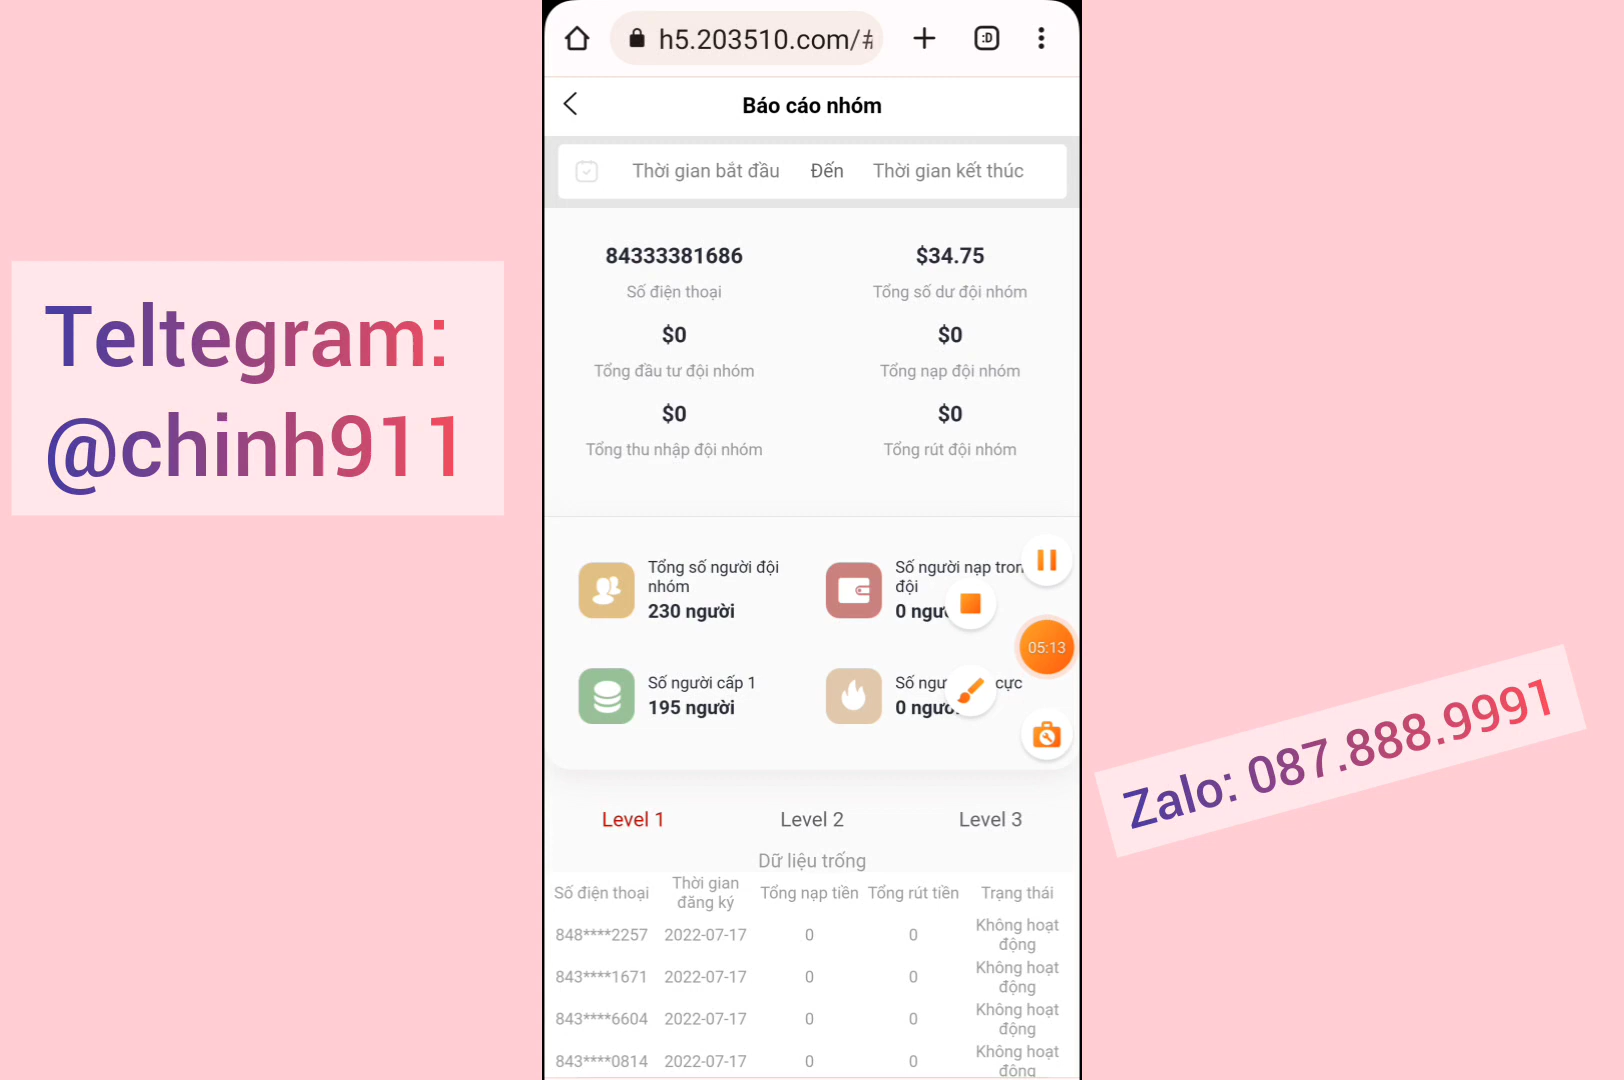 h5.203510.com/#
:D
Báo cáo nhóm
Thời gian bắt đầu Đến Thời gian kết thúc
84333381686 $34.75
Số điện thoại Tổng số dư đội nhóm
$0 $0
Tổng đầu tư đội nhóm Tổng nạp đội nhóm
$0 $0
Tổng thu nhập đội nhóm Tổng rút đội nhóm
Teltegram:
@chinh911
Tổng số người đội
nhóm
230 người
Số người nạp tron
đội
0
05:13
Số người cấp 1
195 người
Số cực
0
Zalo: 087.888.9991
Level 1 Level 2 Level 3
Dữ liệu trống
Số điện thoại Thời gian đăng ký Tổng nạp tiền Tổng rút tiền Trạng thái
848****2257 2022-07-17 0 0 Không hoạt động
843****1671 2022-07-17 0 0 Không hoạt động
843****6604 2022-07-17 0 0 Không hoạt động
843****0814 2022-07-17 0 0 Không hoạt động